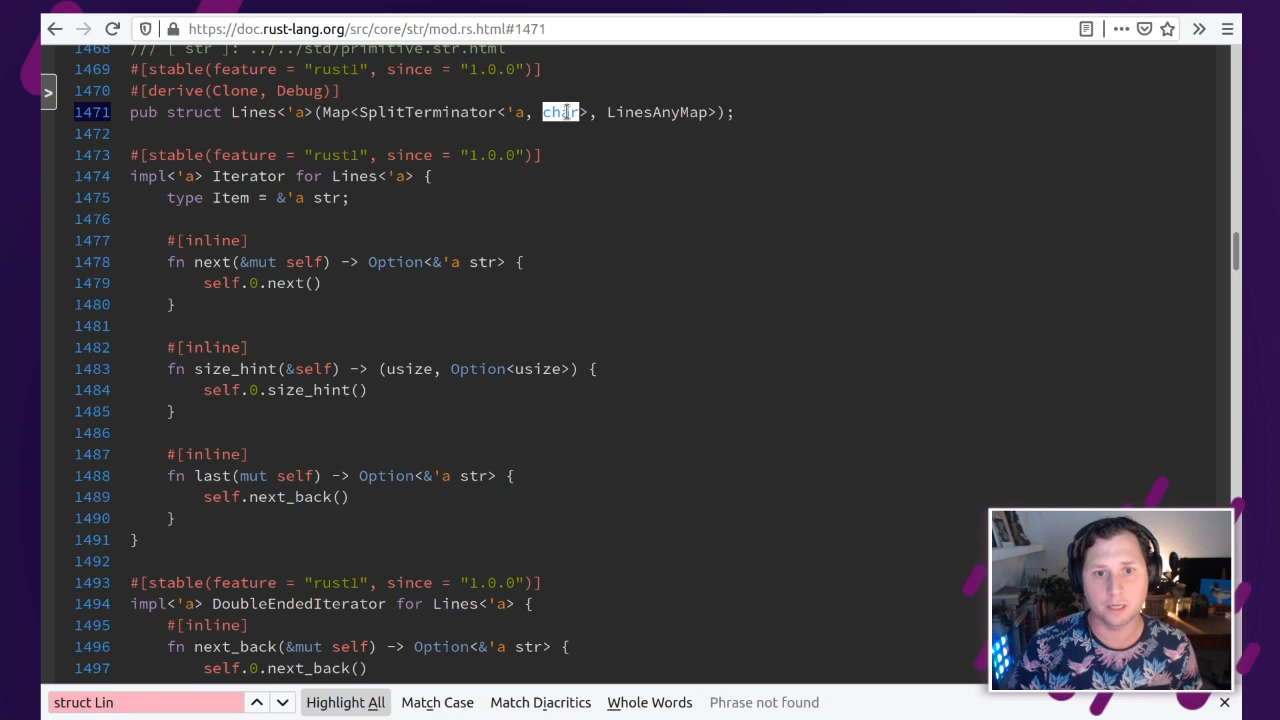 https://doc.rust-lang.org/src/core/str/mod.rs.html#1471
1468 /// [`str`]: ../../std/primitive.str.html
1469 #[stable(feature = "rust1", since = "1.0.0")]
1470 #[derive(Clone, Debug)]
>
1471 pub struct Lines<'a>(Map<SplitTerminator<'a, char>, LinesAnyMap>);
1472
1473 #[stable(feature = "rust1", since = "1.0.0")]
1474 impl<'a> Iterator for Lines<'a> {
1475 type Item = &'a str;
1476
1477 #[inline]
1478 fn next(&mut self) -> Option<&'a str> {
1479 self.0.next()
1480 }
1481
1482 #[inline]
1483 fn size_hint(&self) -> (usize, Option<usize>) {
1484 self.0.size_hint()
1485 }
1486
1487 #[inline]
1488 fn last(mut self) -> Option<&'a str> {
1489 self.next_back()
1490 }
1491 }
1492
1493 #[stable(feature = "rust1", since = "1.0.0")]
1494 impl<'a> DoubleEndedIterator for Lines<'a> {
1495 #[inline]
1496 fn next_back(&mut self) -> Option<&'a str> {
1497 self.0.next_back()
struct Lin Highlight All Match Case Match Diacritics Whole Words Phrase not found